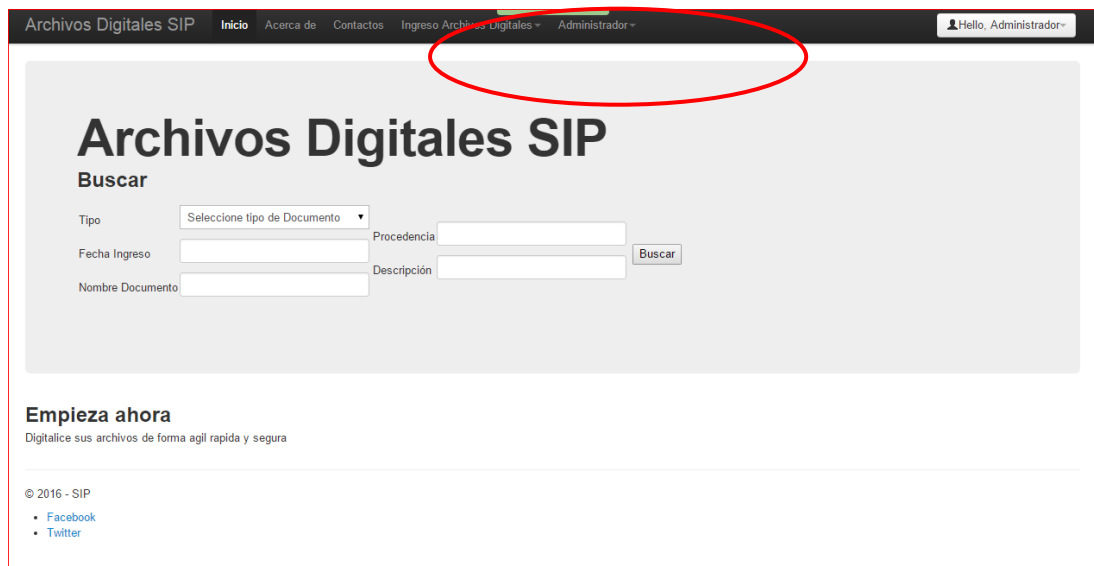 Archivos Digitales SIP Inicio Acerca de Contactos Ingreso Archivos Digitales Administrador Hello, Administrador
Archivos Digitales SIP
Buscar
Tipo Seleccione tipo de Documento
Procedencia
Fecha Ingreso Buscar
Descripción
Nombre Documento
Empieza ahora
Digitalice sus archivos de forma agil rapida y segura
© 2016 - SIP
Facebook
Twitter